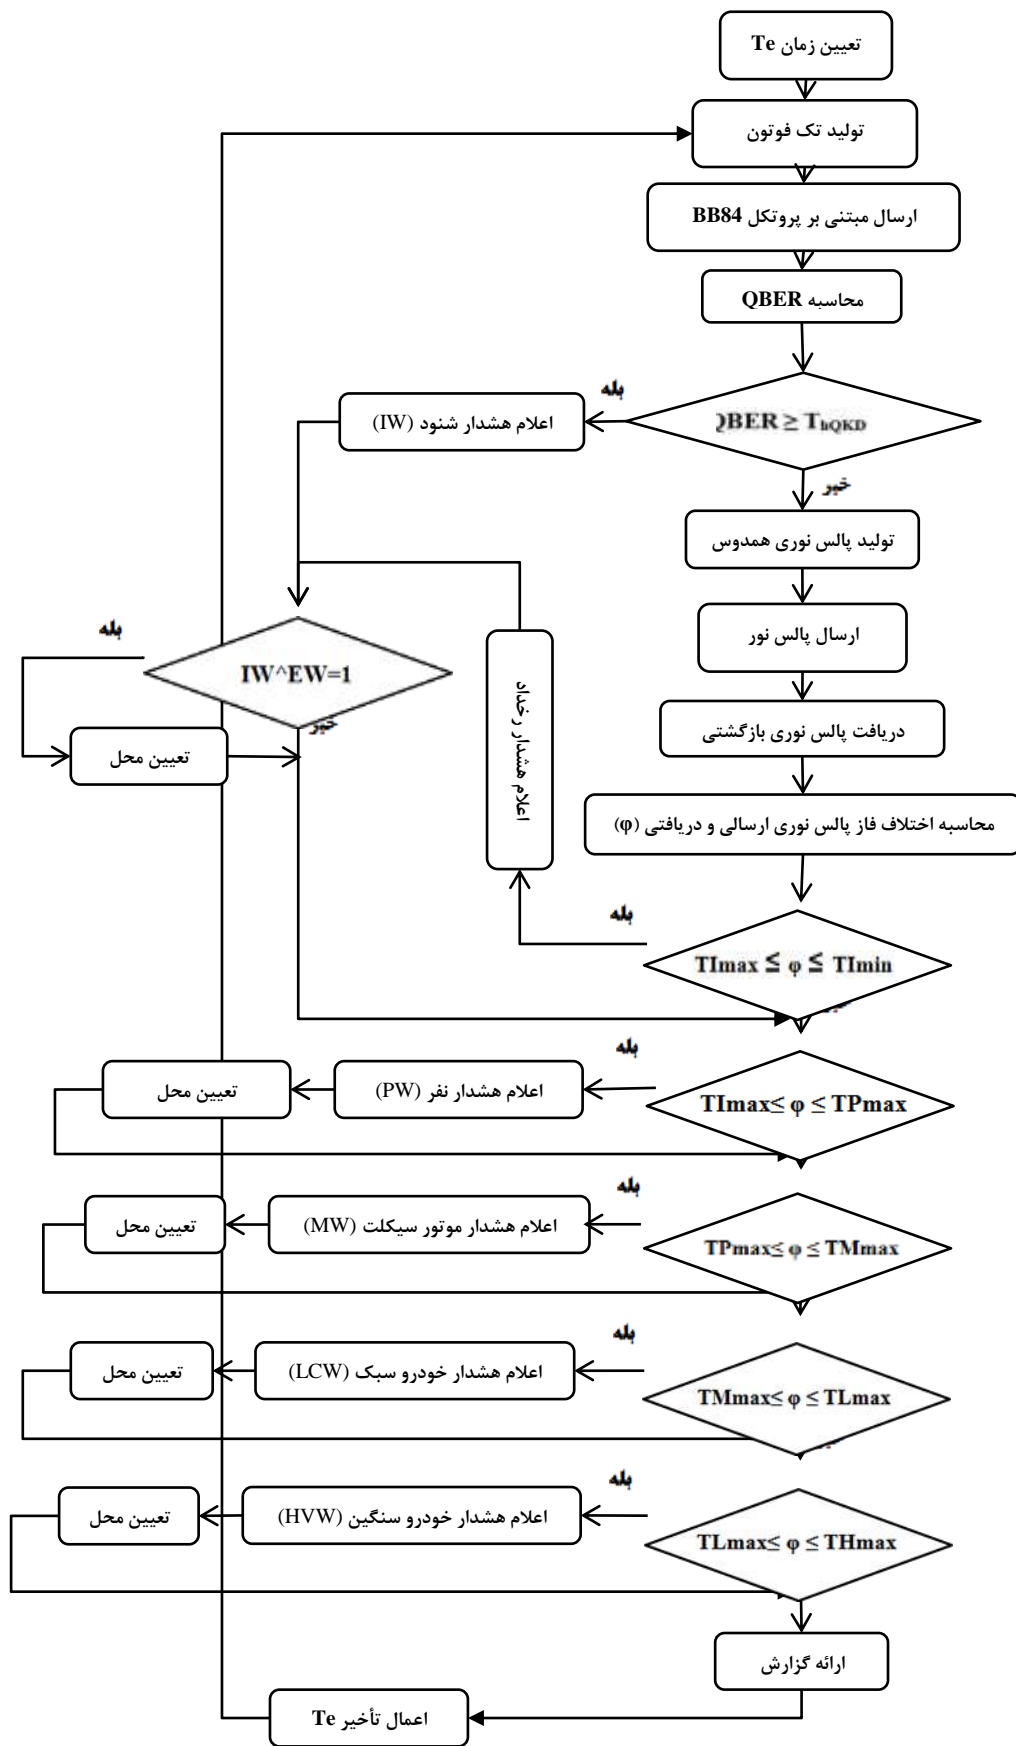 تعیین زمان Te
تولید تک فوتون
ارسال مبتنی بر پروتکل BB84
محاسبه QBER
QBER ≥ ThQKD
بله
اعلام هشدار شنود (IW)
خیر
تولید پالس نوری همدوس
ارسال پالس نور
دریافت پالس نوری بازگشتی
محاسبه اختلاف فاز پالس نوری ارسالی و دریافتی (φ)
TImax ≤ φ ≤ TImin
بله
اعلام هشدار رخداد
IW^EW=1
بله
خیر
تعیین محل
TImax≤ φ ≤ TPmax
بله
اعلام هشدار نفر (PW)
تعیین محل
TPmax≤ φ ≤ TMmax
بله
اعلام هشدار موتور سیکلت (MW)
تعیین محل
TMmax≤ φ ≤ TLmax
بله
اعلام هشدار خودرو سبک (LCW)
تعیین محل
TLmax≤ φ ≤ THmax
بله
اعلام هشدار خودرو سنگین (HVW)
تعیین محل
ارائه گزارش
اعمال تأخیر Te